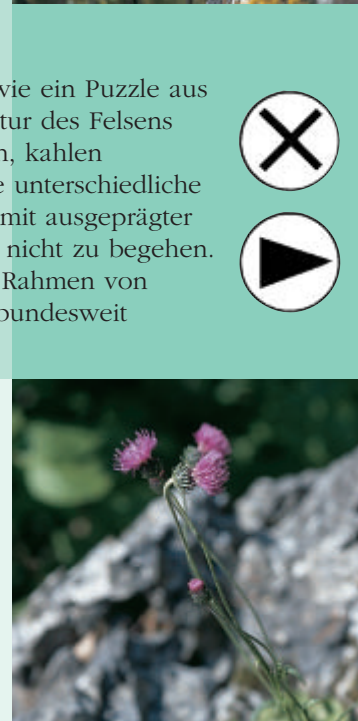 wie ein Puzzle aus
tur des Felsens
n, kahlen
e unterschiedliche
mit ausgeprägter
nicht zu begehen.
Rahmen von
bundesweit